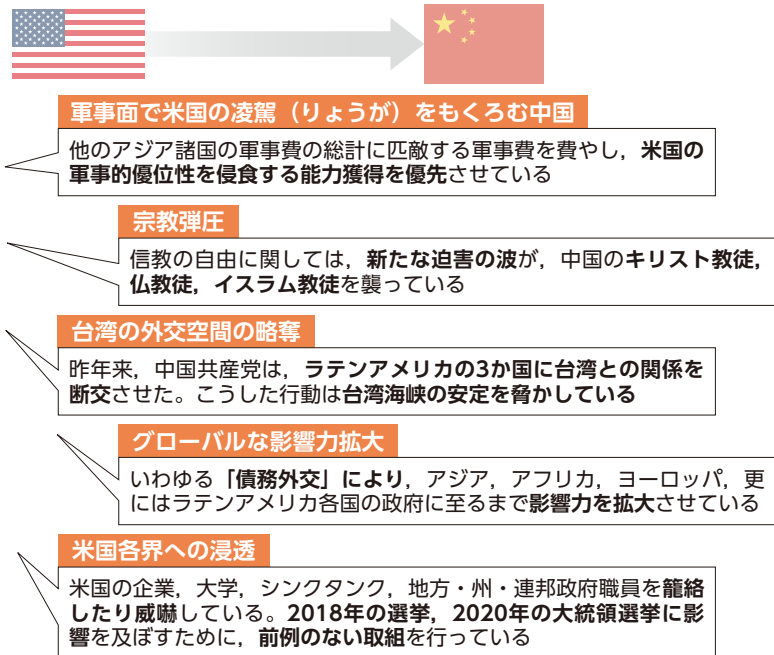 軍事面で米国の凌駕（りょうが）をもくろむ中国
他のアジア諸国の軍事費の総計に匹敵する軍事費を費やし，米国の
軍事的優位性を侵食する能力獲得を優先させている
宗教弾圧
信教の自由に関しては，新たな迫害の波が，中国のキリスト教徒，
仏教徒，イスラム教徒を襲っている
台湾の外交空間の略奪
昨年来，中国共産党は，ラテンアメリカの3か国に台湾との関係を
断交させた。こうした行動は台湾海峡の安定を脅かしている
グローバルな影響力拡大
いわゆる「債務外交」により，アジア，アフリカ，ヨーロッパ，更
にはラテンアメリカ各国の政府に至るまで影響力を拡大させている
米国各界への浸透
米国の企業，大学，シンクタンク，地方・州・連邦政府職員を籠絡
したり威嚇している。2018年の選挙，2020年の大統領選挙に影
響を及ぼすために，前例のない取組を行っている